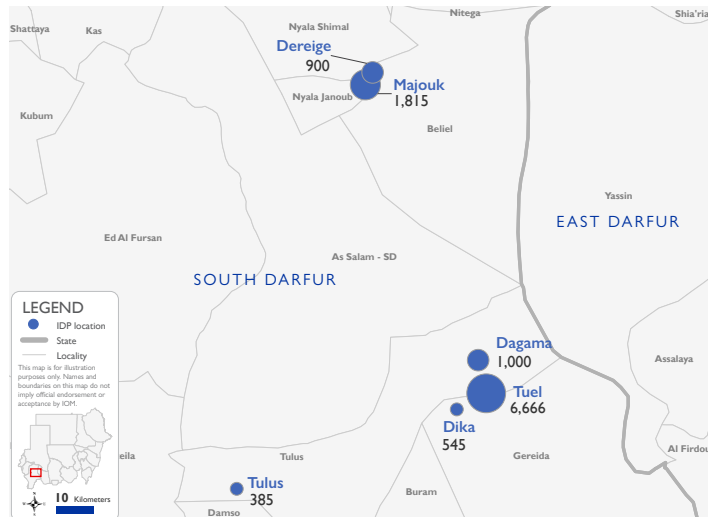 Nitega
Shia'ria
Shattaya
Kas
Nyala Shimal
Dereige
900
Majouk
1,815
Nyala Janoub
Kubum
Beliel
Yassin
EAST DARFUR
Ed Al Fursan
As Salam - SD
SOUTH DARFUR
LEGEND
IDP location
State
Locality
This map is for illustration
purposes only. Names and
boundaries on this map do not
imply official endorsement or
acceptance by IOM.
10 Kilometers
Dagama
1,000
Assalaya
Tuel
6,666
Dika
545
Gereida
Al Firdou
eila
Tulus
Tulus
385
Buram
Damso